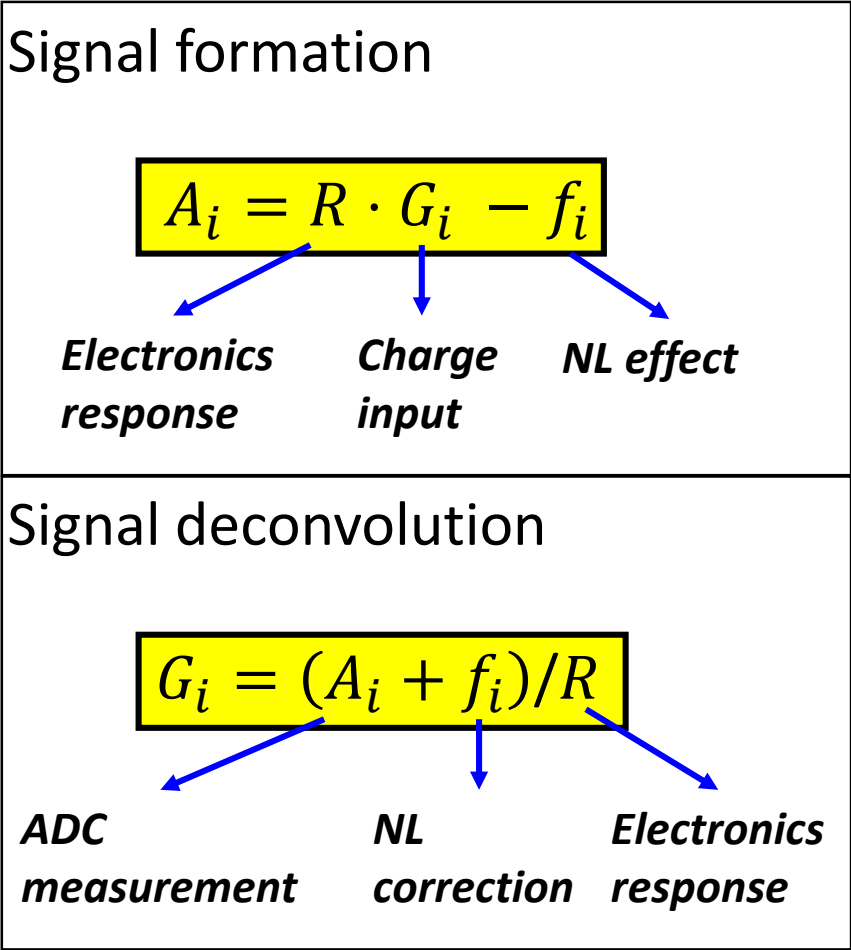 Signal formation
A_i = R · G_i − f_i
Electronics response
Charge input
NL effect
Signal deconvolution
G_i = (A_i + f_i)/R
ADC measurement
NL correction
Electronics response